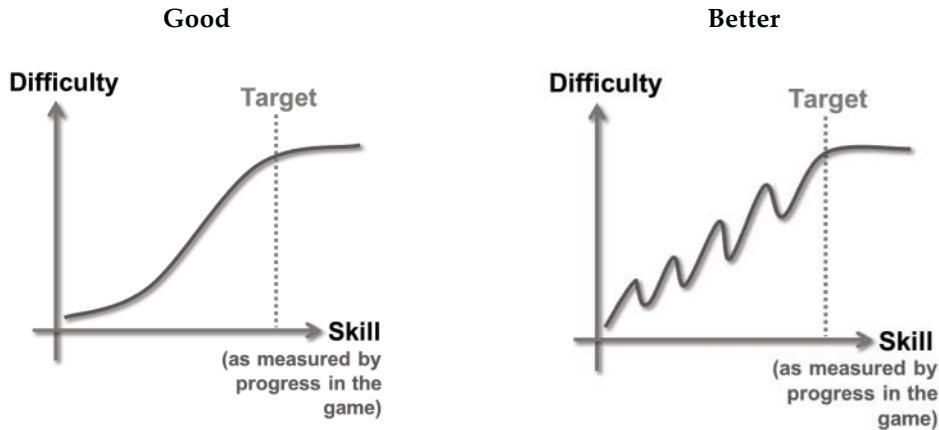 Good
Difficulty
Target
Skill
(as measured by
progress in the
game)
Better
Difficulty
Target
Skill
(as measured by
progress in the
game)